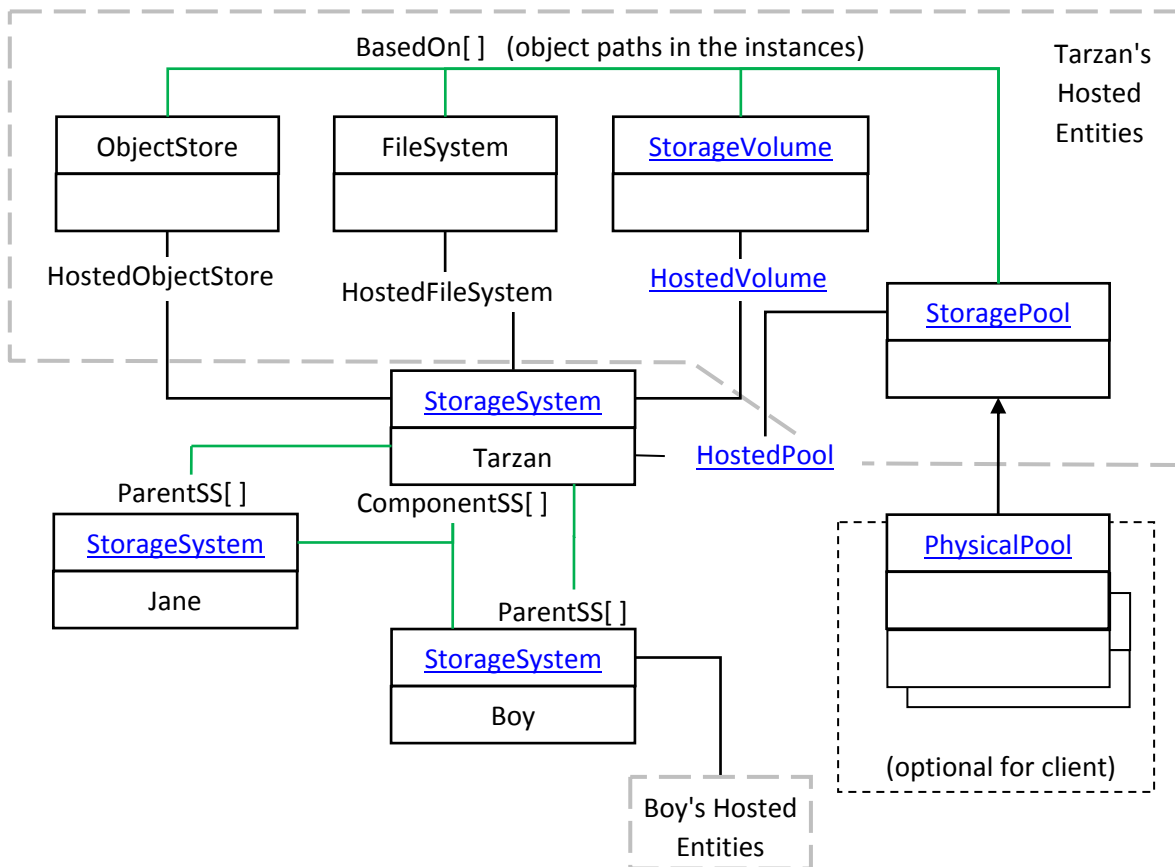 BasedOn[ ]   (object paths in the instances)
Tarzan's
Hosted
Entities
ObjectStore
FileSystem
StorageVolume
HostedObjectStore
HostedFileSystem
HostedVolume
StoragePool
StorageSystem
Tarzan
HostedPool
ParentSS[ ]
ComponentSS[ ]
StorageSystem
Jane
PhysicalPool
ParentSS[ ]
StorageSystem
Boy
(optional for client)
Boy's Hosted
Entities